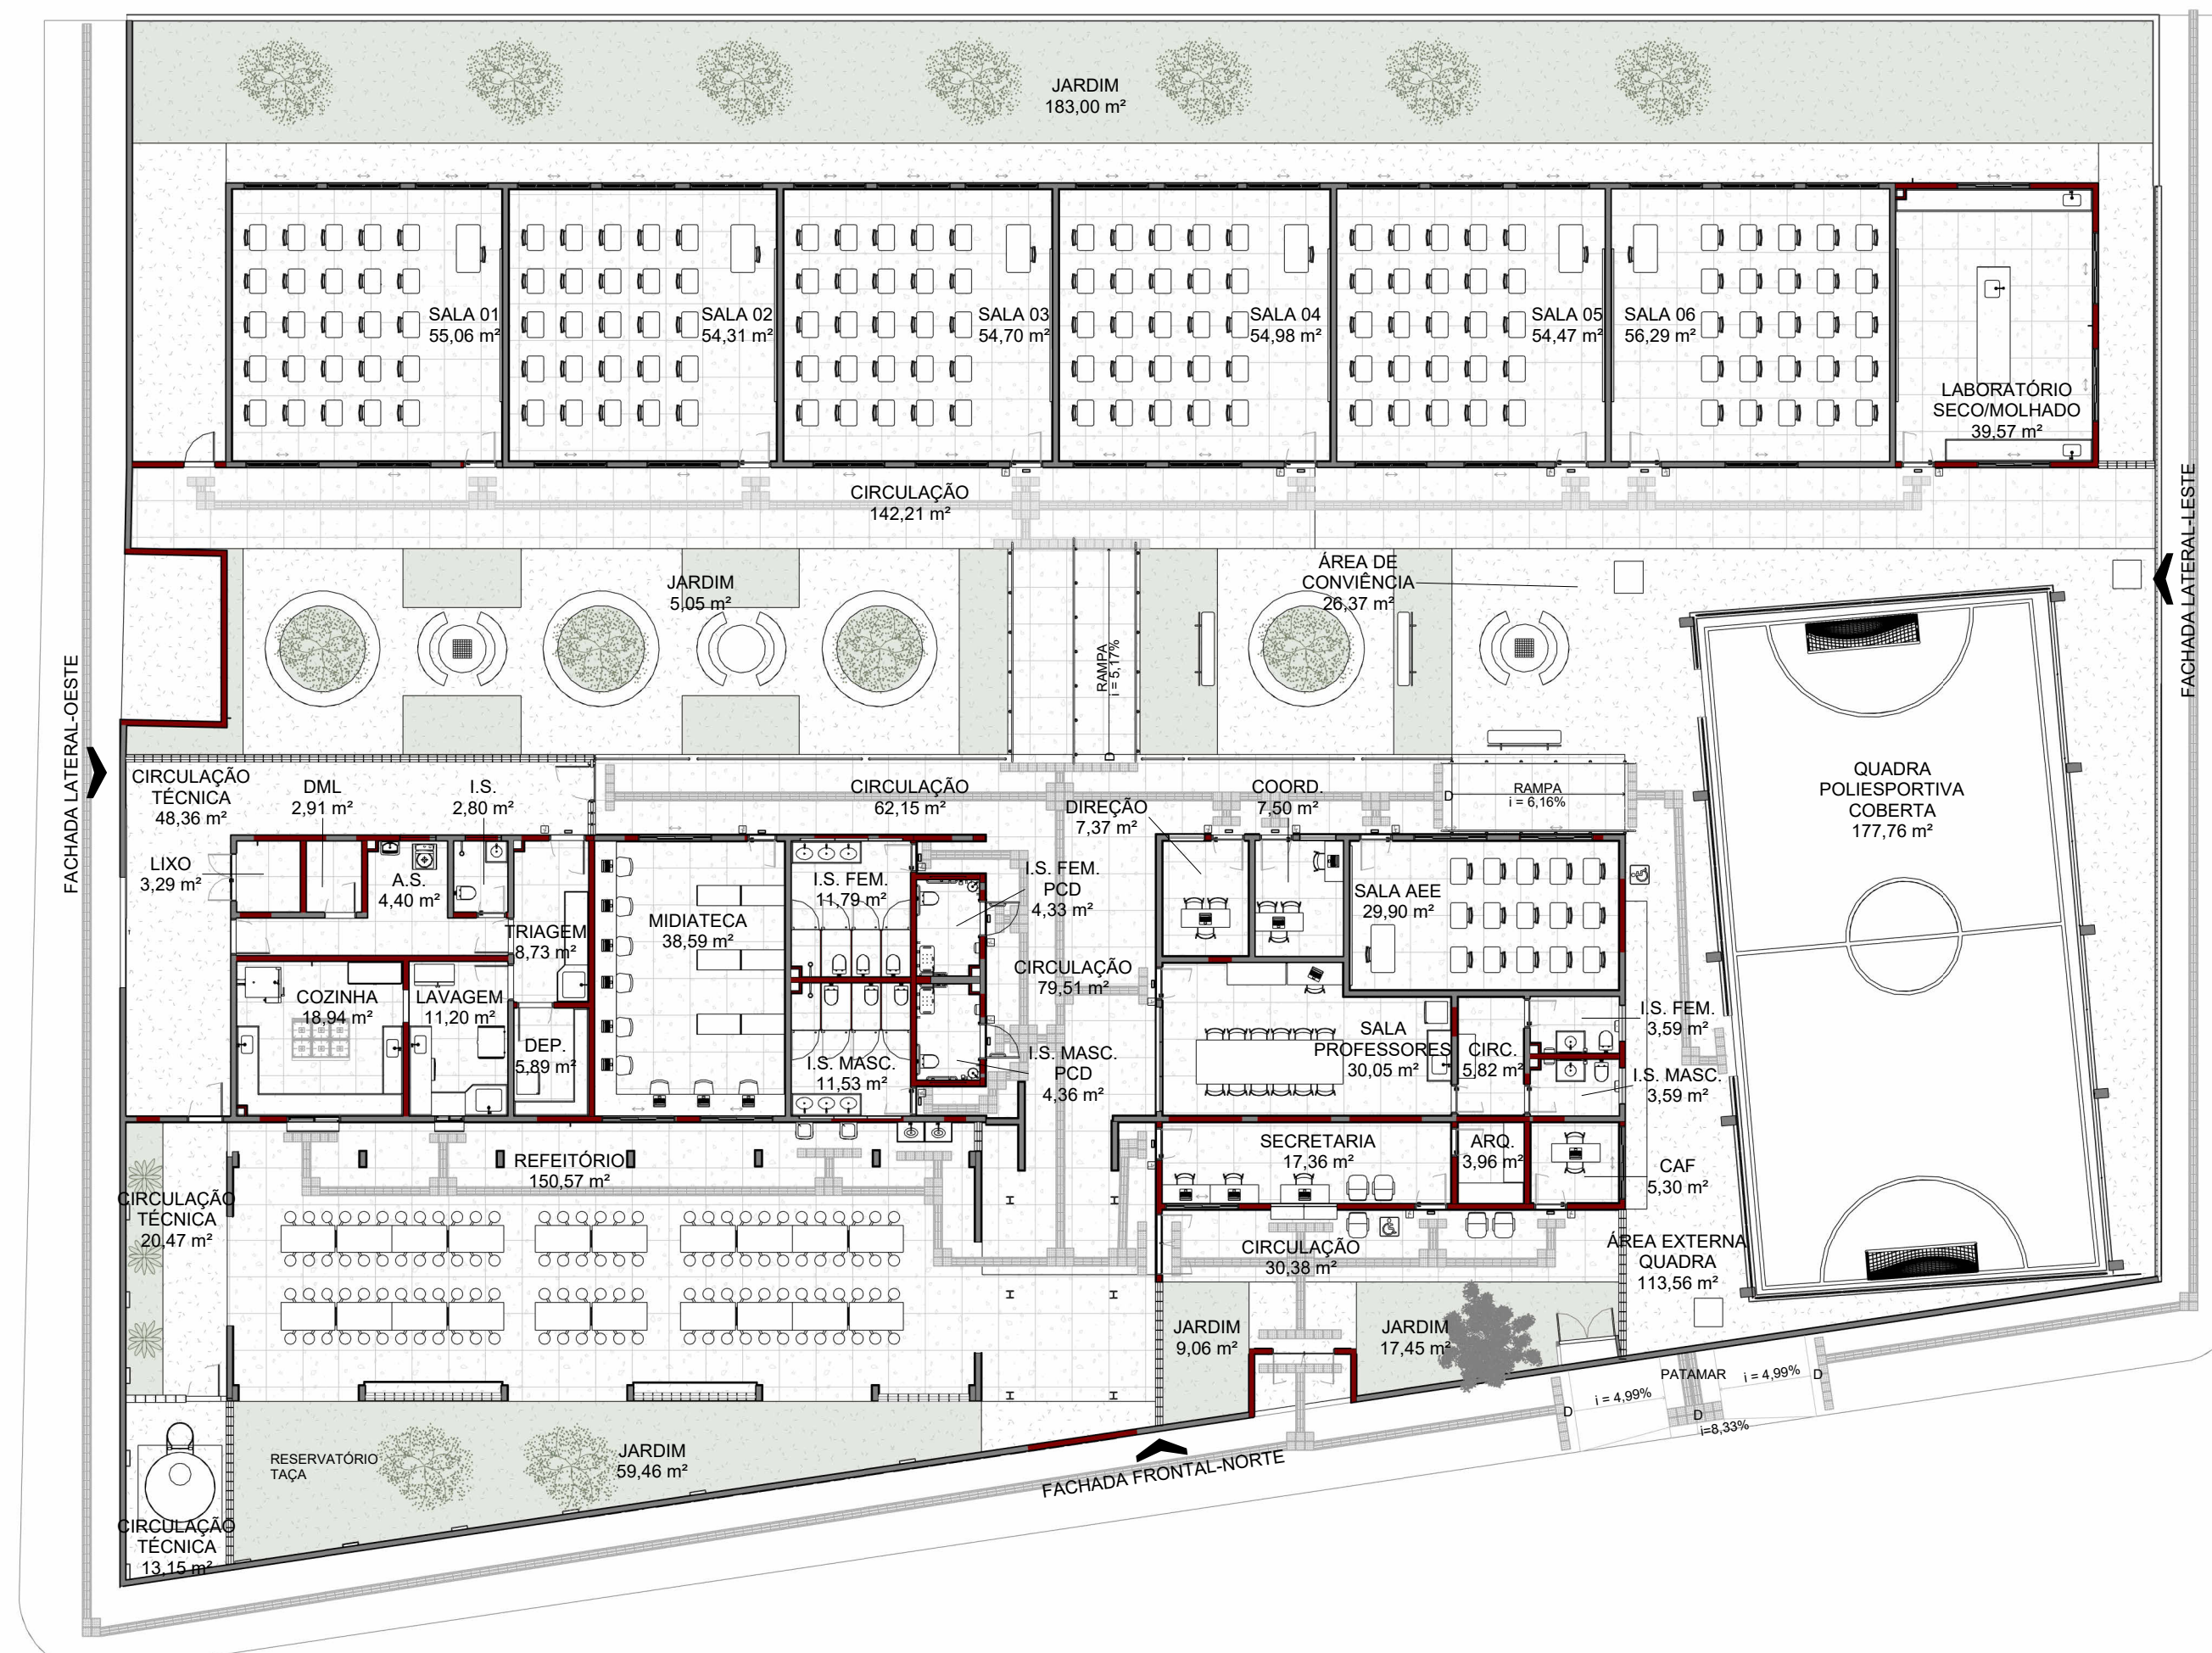 JARDIM
183,00 m²
SALA 01
55,06 m²
SALA 02
54,31 m²
SALA 03
54,70 m²
SALA 04
54,98 m²
SALA 05
54,47 m²
SALA 06
56,29 m²
LABORATÓRIO
SECO/MOLHADO
39,57 m²
CIRCULAÇÃO
142,21 m²
FACHADA LATERAL-LESTE
JARDIM
5,05 m²
ÁREA DE
CONVIÊNCIA
26,37 m²
RAMPA
i = 5,17%
D
FACHADA LATERAL-OESTE
CIRCULAÇÃO
TÉCNICA
48,36 m²
DML
2,91 m²
I.S.
2,80 m²
CIRCULAÇÃO
62,15 m²
DIREÇÃO
7,37 m²
COORD.
7,50 m²
D
RAMPA
i = 6,16%
QUADRA
POLIESPORTIVA
COBERTA
177,76 m²
LIXO
3,29 m²
A.S.
4,40 m²
TRIAGEM
8,73 m²
MIDIATECA
38,59 m²
I.S. FEM.
11,79 m²
I.S. FEM.
PCD
4,33 m²
SALA AEE
29,90 m²
CIRCULAÇÃO
79,51 m²
COZINHA
18,94 m²
LAVAGEM
11,20 m²
DEP.
5,89 m²
I.S. MASC.
11,53 m²
I.S. MASC.
PCD
4,36 m²
SALA
PROFESSORES
30,05 m²
CIRC.
5,82 m²
I.S. FEM.
3,59 m²
I.S. MASC.
3,59 m²
REFEITÓRIO
150,57 m²
SECRETARIA
17,36 m²
ARQ.
3,96 m²
CAF
5,30 m²
CIRCULAÇÃO
TÉCNICA
20,47 m²
CIRCULAÇÃO
30,38 m²
ÁREA EXTERNA
QUADRA
113,56 m²
JARDIM
9,06 m²
JARDIM
17,45 m²
PATAMAR
i = 4,99%
D
i = 4,99%
D
D
i=8,33%
RESERVATÓRIO
TAÇA
JARDIM
59,46 m²
FACHADA FRONTAL-NORTE
CIRCULAÇÃO
TÉCNICA
13,15 m²